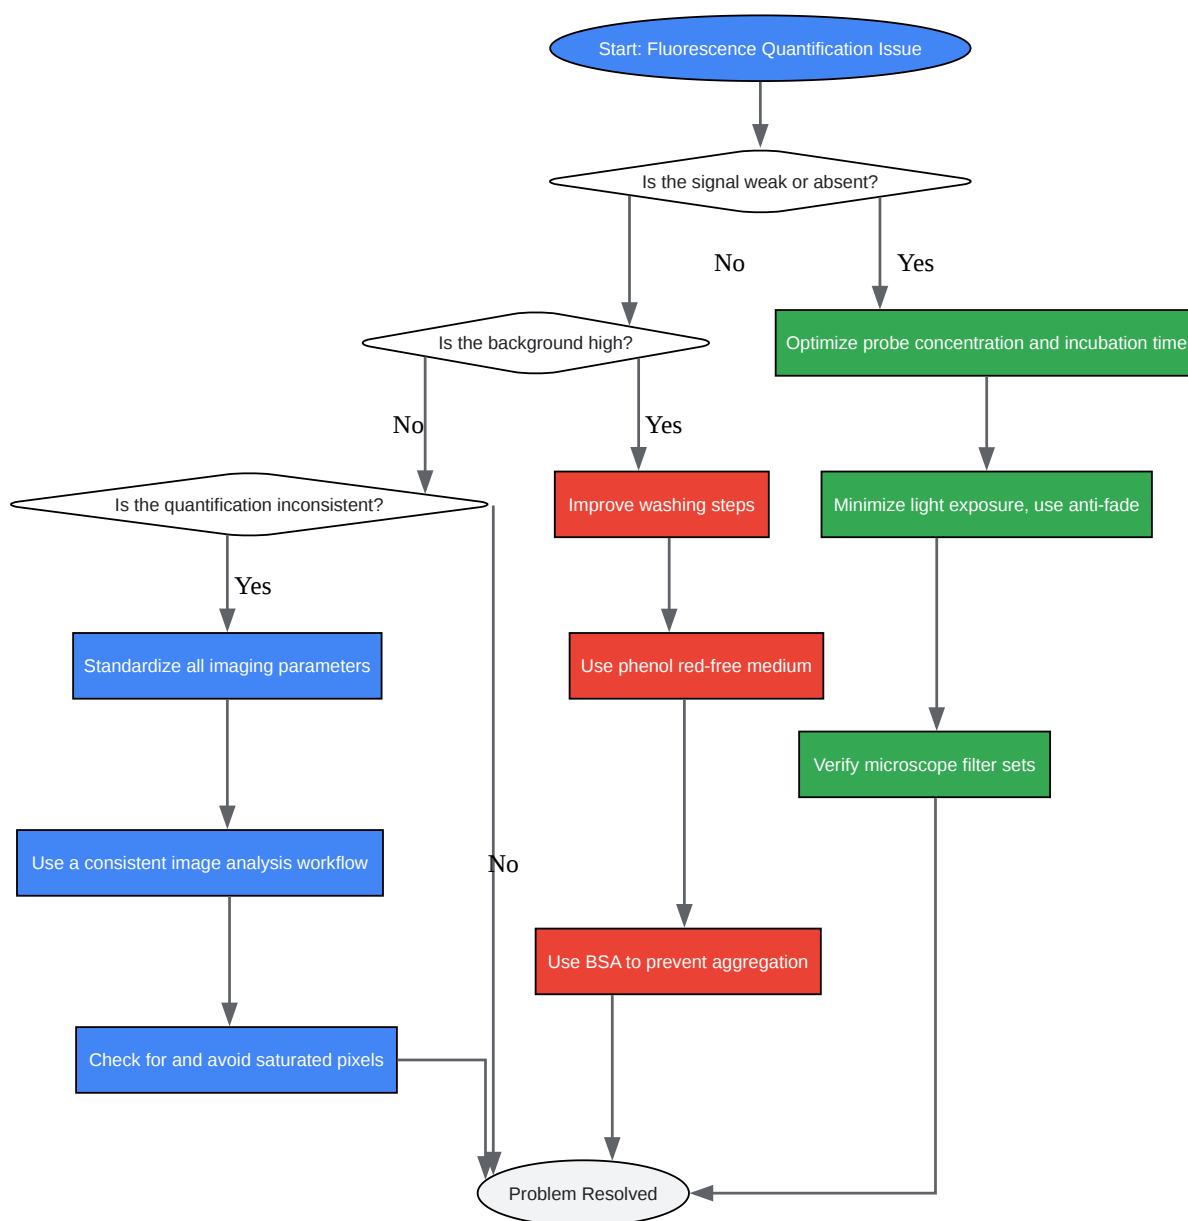 Start: Fluorescence Quantification Issue
Is the signal weak or absent?
No
Yes
Is the background high?
Optimize probe concentration and incubation time
No
Yes
Is the quantification inconsistent?
Improve washing steps
Minimize light exposure, use anti-fade
Yes
Standardize all imaging parameters
Use phenol red-free medium
Verify microscope filter sets
Use a consistent image analysis workflow
No
Use BSA to prevent aggregation
Check for and avoid saturated pixels
Problem Resolved